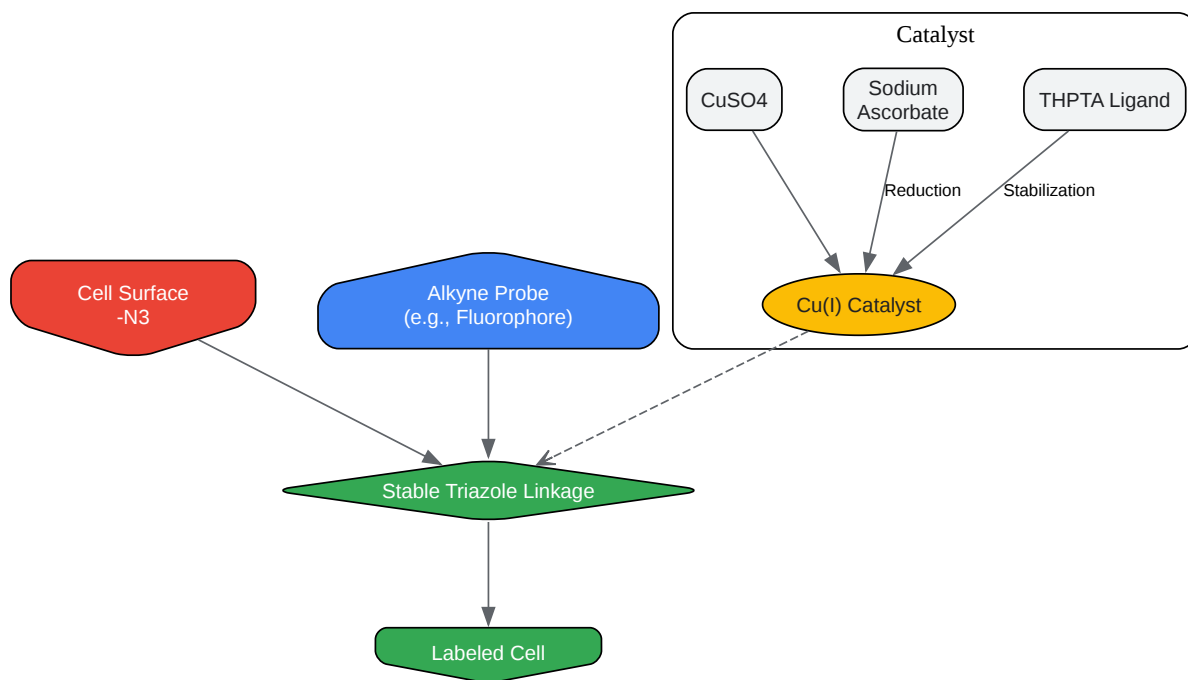 Catalyst
CuSO4
Sodium
Ascorbate
THPTA Ligand
Reduction
Stabilization
Cell Surface
-N3
Alkyne Probe
(e.g., Fluorophore)
Cu(I) Catalyst
Stable Triazole Linkage
Labeled Cell